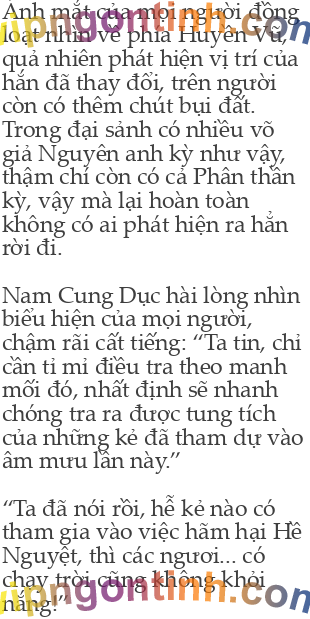 Ánh mắt của mọi người đồng
loạt nhìn về phía Huyền Vũ,
quả nhiên phát hiện vị trí của
hắn đã thay đổi, trên người
còn có thêm chút bụi đất.
Trong đại sảnh có nhiều võ
giả Nguyên anh kỳ như vậy,
thậm chí còn có cả Phân thần
kỳ, vậy mà lại hoàn toàn
không có ai phát hiện ra hắn
rời đi.
Nam Cung Dục hài lòng nhìn
biểu hiện của mọi người,
chậm rãi cất tiếng: “Ta tin, chỉ
cần tỉ mỉ điều tra theo manh
mối đó, nhất định sẽ nhanh
chóng tra ra được tung tích
của những kẻ đã tham dự vào
âm mưu lần này.”
“Ta đã nói rồi, hễ kẻ nào có
tham gia vào việc hãm hại Hề
Nguyệt, thì các ngươi... có
chạy trời cũng không khỏi
nắng!”
vipngontinh.com